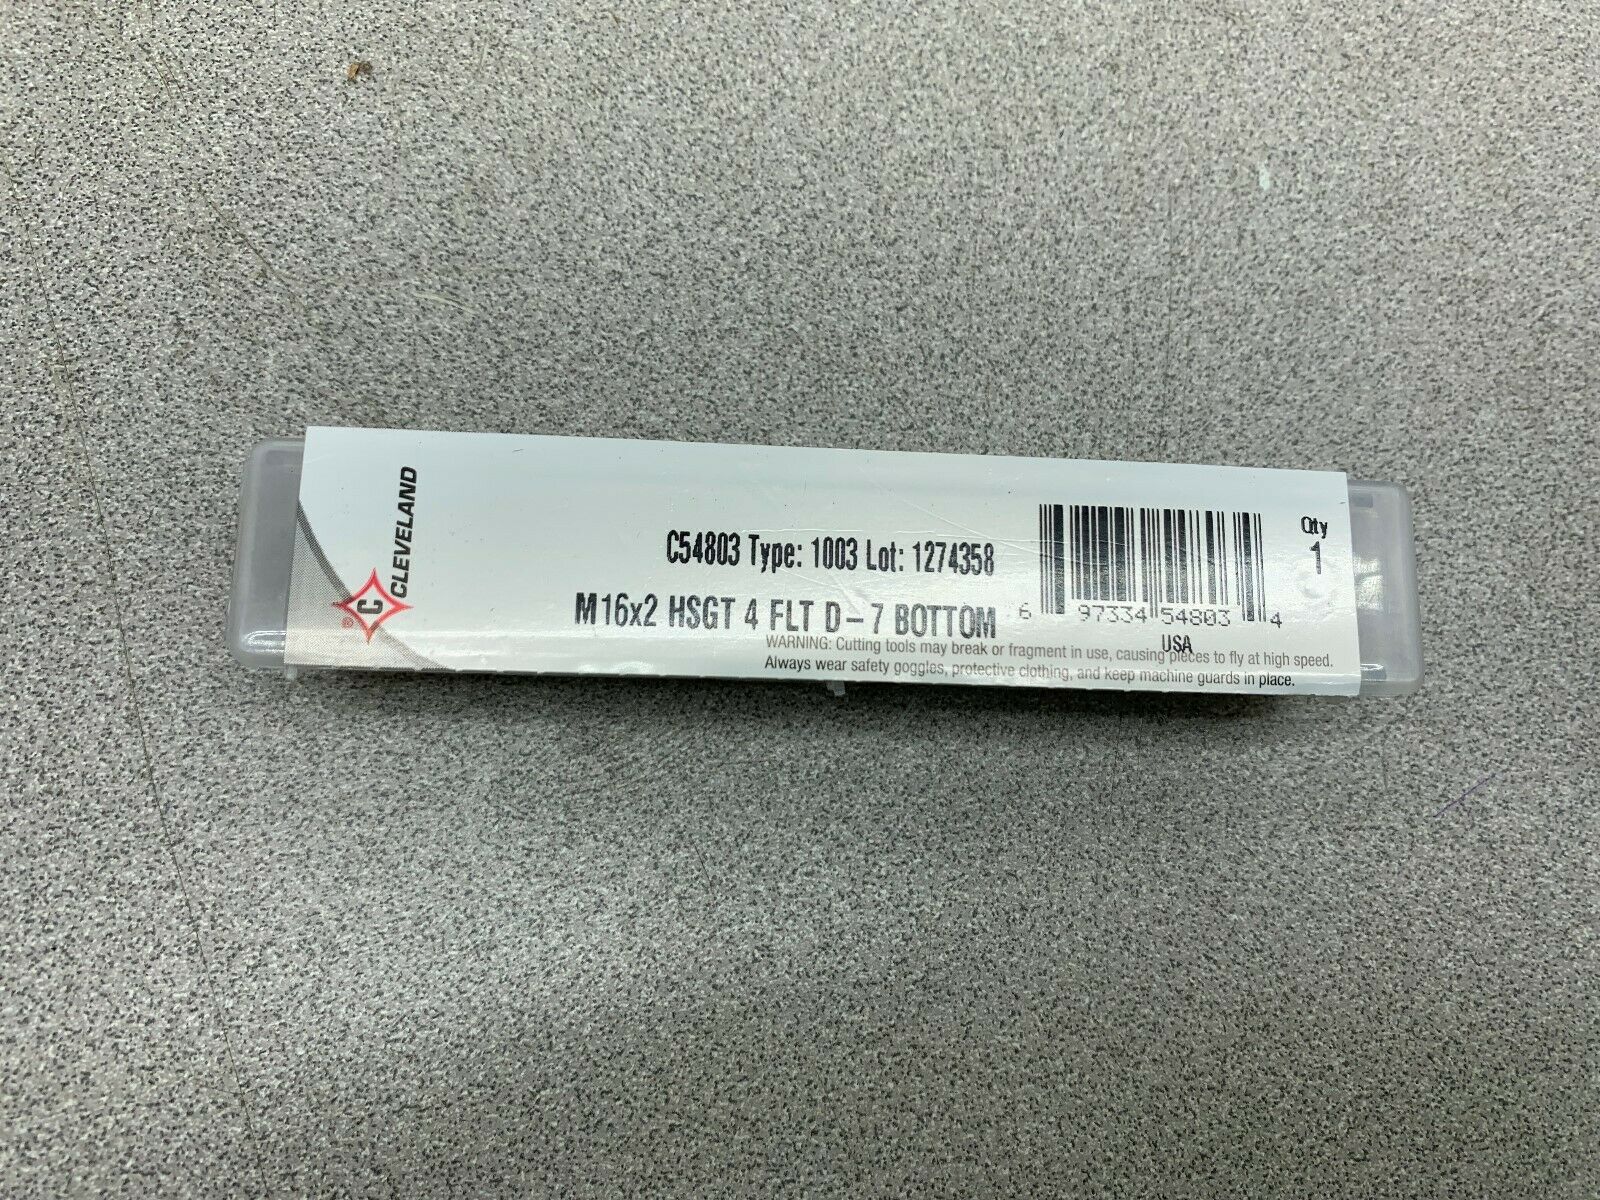 CLEVELAND
C
®
C54803 Type: 1003 Lot: 1274358
M16x2 HSGT 4 FLT D-7 BOTTOM
6 97334 54803 4
USA
Qty
1
WARNING: Cutting tools may break or fragment in use, causing pieces to fly at high speed.
Always wear safety goggles, protective clothing, and keep machine guards in place.